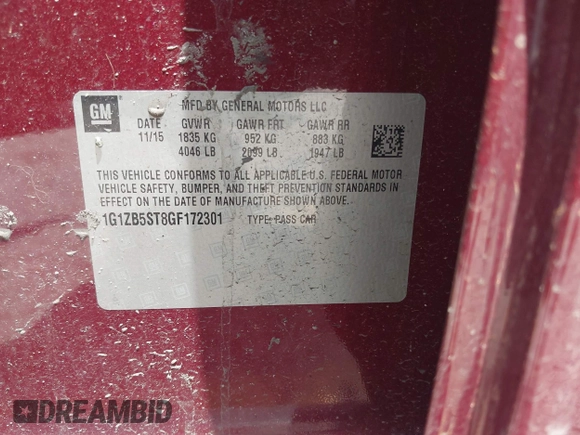 GM
MFD BY GENERAL MOTORS LLC
GVWR GAWR FRT GAWR RR
11/15 1835 KG 952 KG 883 KG
4046 LB 2099 LB 1947 LB
THIS VEHICLE CONFORMS TO ALL APPLICABLE U.S. FEDERAL MOTOR
VEHICLE SAFETY, BUMPER, AND THEFT PREVENTION STANDARDS IN
EFFECT ON THE DATE OF MANUFACTURE SHOWN ABOVE.
1G1ZB5ST8GF172301 TYPE: PASS CAR
DREAMBID